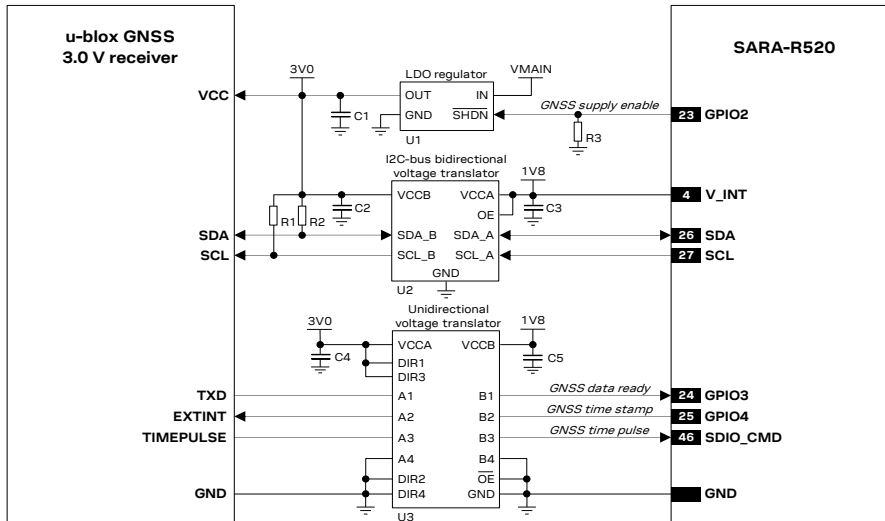 u-blox GNSS
3.0 V receiver
SARA-R520
3V0
LDO regulator
VMAIN
VCC
OUT
IN
GNSS supply enable
C1
GND
SHDN
23
GPIO2
R3
U1
I2C-bus bidirectional
voltage translator
1V8
VCCB
VCCA
4
V_INT
C2
OE
C3
R1
R2
SDA
SDA_B
SDA_A
26
SDA
SCL
SCL_B
SCL_A
27
SCL
GND
U2
Unidirectional
voltage translator
3V0
1V8
VCCA
VCCB
C4
DIR1
C5
DIR3
GNSS data ready
TXD
A1
B1
24
GPIO3
GNSS time stamp
EXTINT
A2
B2
25
GPIO4
GNSS time pulse
TIMEPULSE
A3
B3
46
SDIO_CMD
A4
B4
DIR2
OE
GND
DIR4
GND
GND
U3